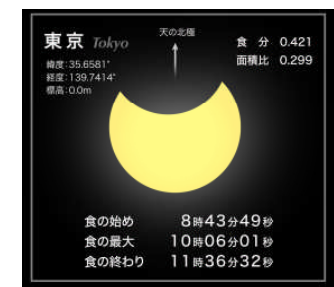 東京 Tokyo
天の北極
食 分 0.421
面積比 0.299
緯度:35.6581°
経度:139.7414°
標高:0.0m
食の始め 8時43分49秒
食の最大 10時06分01秒
食の終わり 11時36分32秒